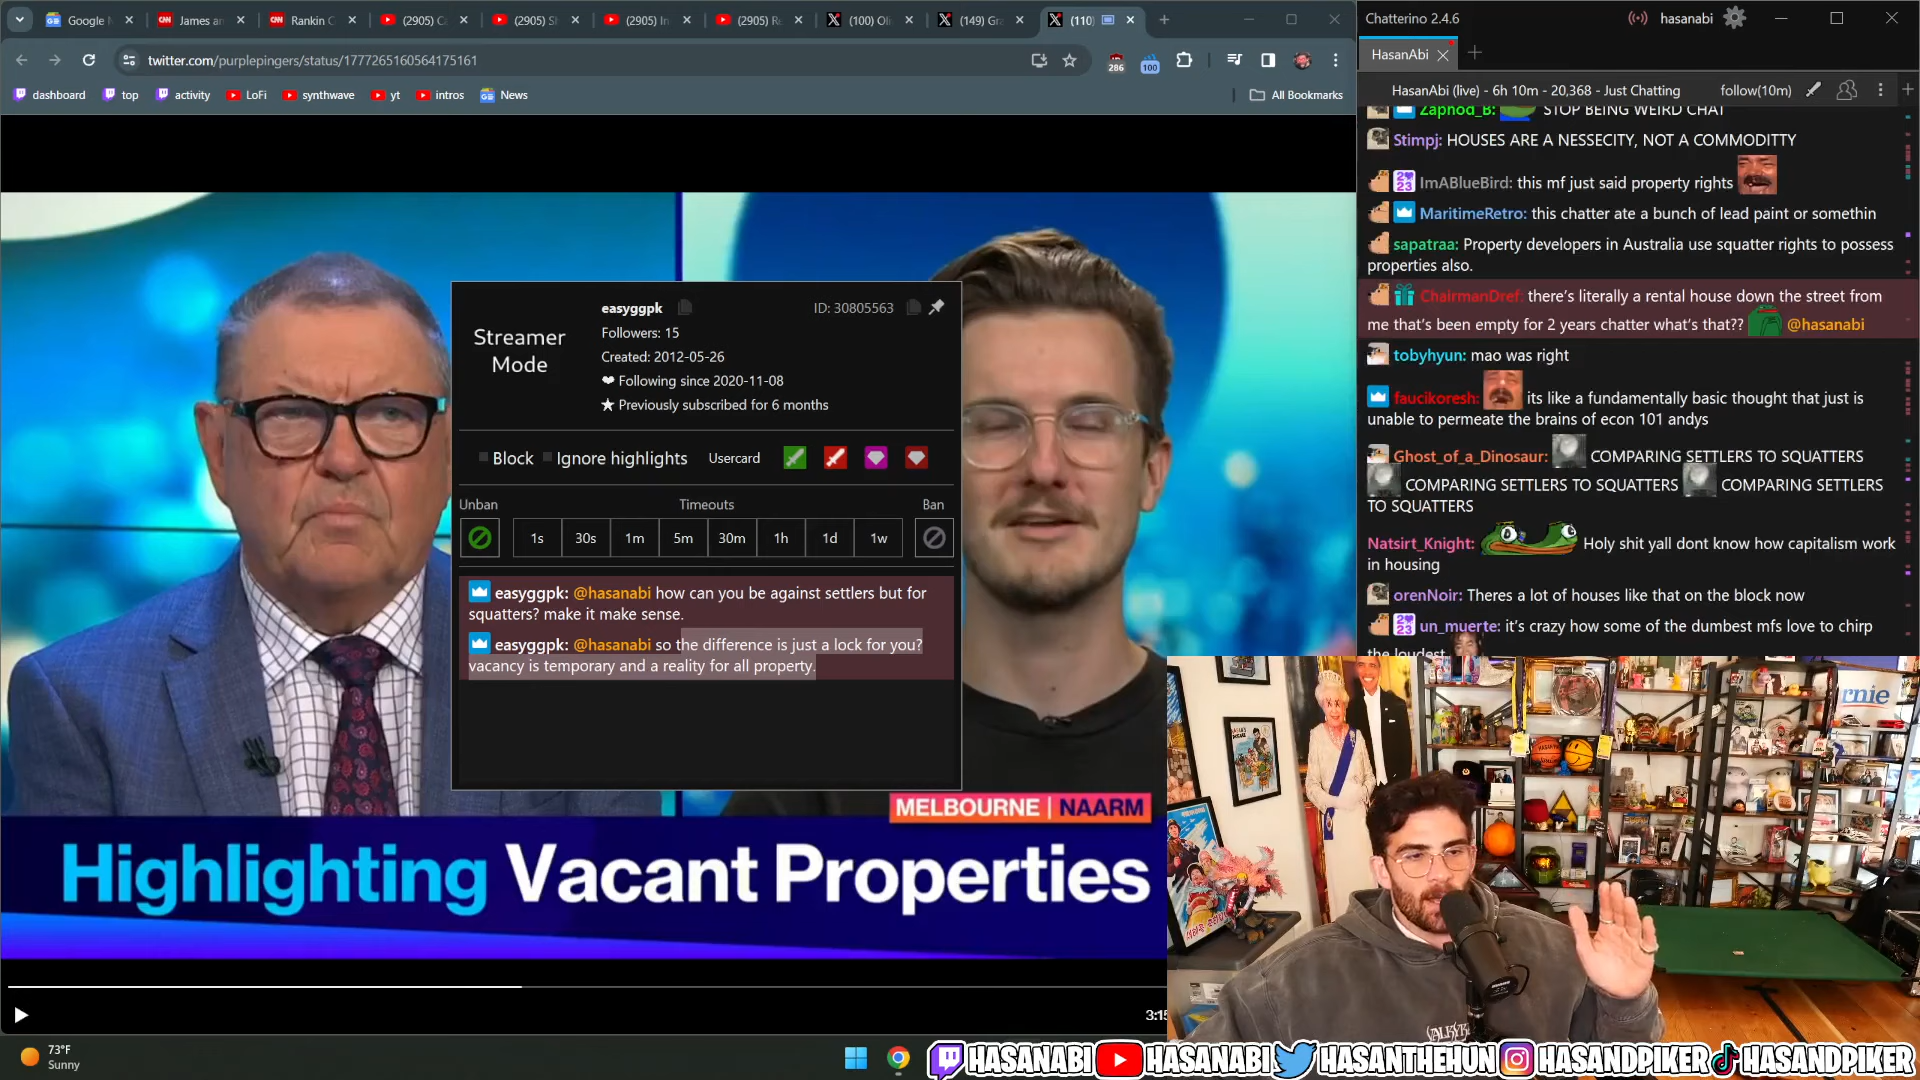 Google N
James an
Rankin C
(2905) C
(2905) S
(2905) In
(2905) R
(100) Oli
(149) Gra
(110)
twitter.com/purplepingers/status/1777265160564175161
286
100
dashboard
top
activity
LoFi
synthwave
yt
intros
News
All Bookmarks
Streamer
Mode
easyggpk
ID: 30805563
Followers: 15
Created: 2012-05-26
Following since 2020-11-08
Previously subscribed for 6 months
Block
Ignore highlights
Usercard
Unban
Timeouts
Ban
1s 30s 1m 5m 30m 1h 1d 1w
easyggpk: @hasanabi how can you be against settlers but for
squatters? make it make sense.
easyggpk: @hasanabi so the difference is just a lock for you?
vacancy is temporary and a reality for all property.
MELBOURNE | NAARM
Highlighting Vacant Properties
3:15
73°F
Sunny
Chatterino 2.4.6
hasanabi
HasanAbi
HasanAbi (live) - 6h 10m - 20,368 - Just Chatting
follow(10m)
Zaphod_B: STOP BEING WEIRD CHAT
Stimpj: HOUSES ARE A NESSECITY, NOT A COMMODITTY
ImABlueBird: this mf just said property rights
MaritimeRetro: this chatter ate a bunch of lead paint or somethin
sapatraa: Property developers in Australia use squatter rights to possess
properties also.
ChairmanDref: there's literally a rental house down the street from
me that's been empty for 2 years chatter what's that?? @hasanabi
tobyhyun: mao was right
faucikoresh: its like a fundamentally basic thought that just is
unable to permeate the brains of econ 101 andys
Ghost_of_a_Dinosaur: COMPARING SETTLERS TO SQUATTERS
COMPARING SETTLERS TO SQUATTERS COMPARING SETTLERS
TO SQUATTERS
Natsirt_Knight: Holy shit yall dont know how capitalism work
in housing
orenNoir: Theres a lot of houses like that on the block now
un_muerte: it's crazy how some of the dumbest mfs love to chirp
the loudest
rnie
HASANABI HASANABI HASANTHEHUN HASANDPIKER HASANDPIKER